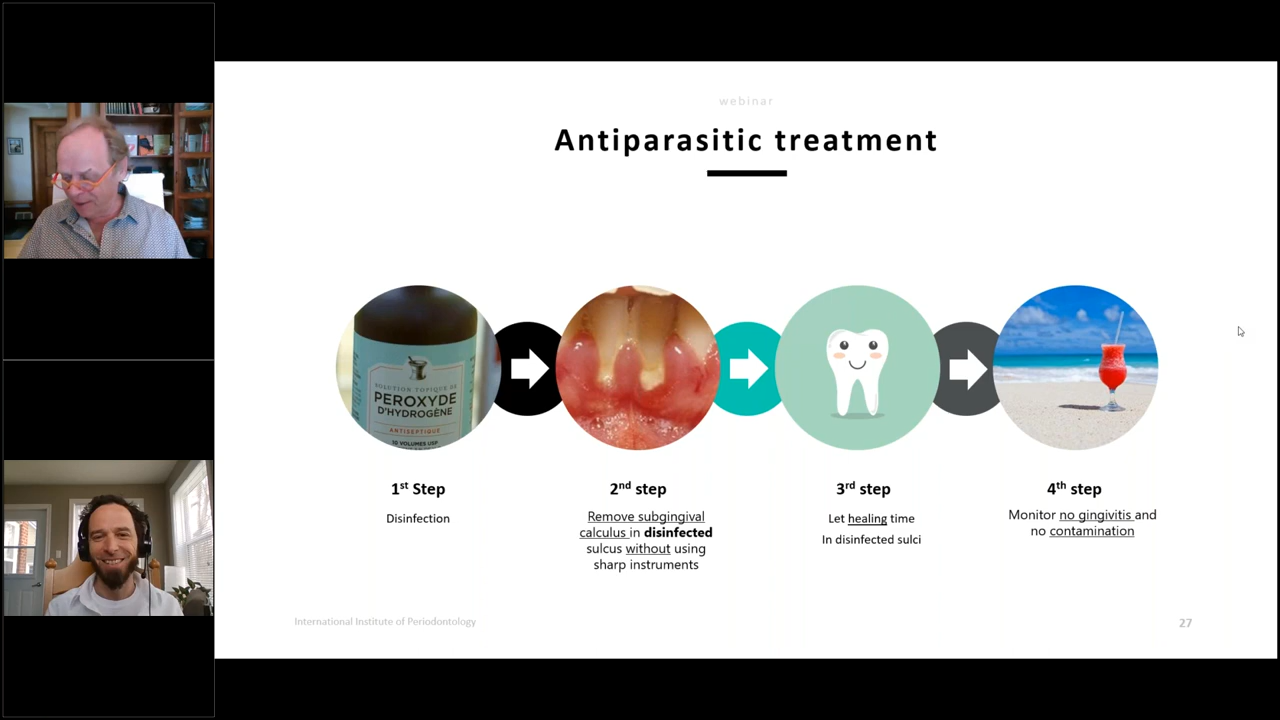 webinar
Antiparasitic treatment
SOLUTION TOPIQUE DE
PEROXYDE
D'HYDROGÈNE
ANTISEPTIQUE
10 VOLUMES USP
1st Step
Disinfection
2nd step
Remove subgingival
calculus in disinfected
sulcus without using
sharp instruments
3rd step
Let healing time
In disinfected sulci
4th step
Monitor no gingivitis and
no contamination
International Institute of Periodontology
27